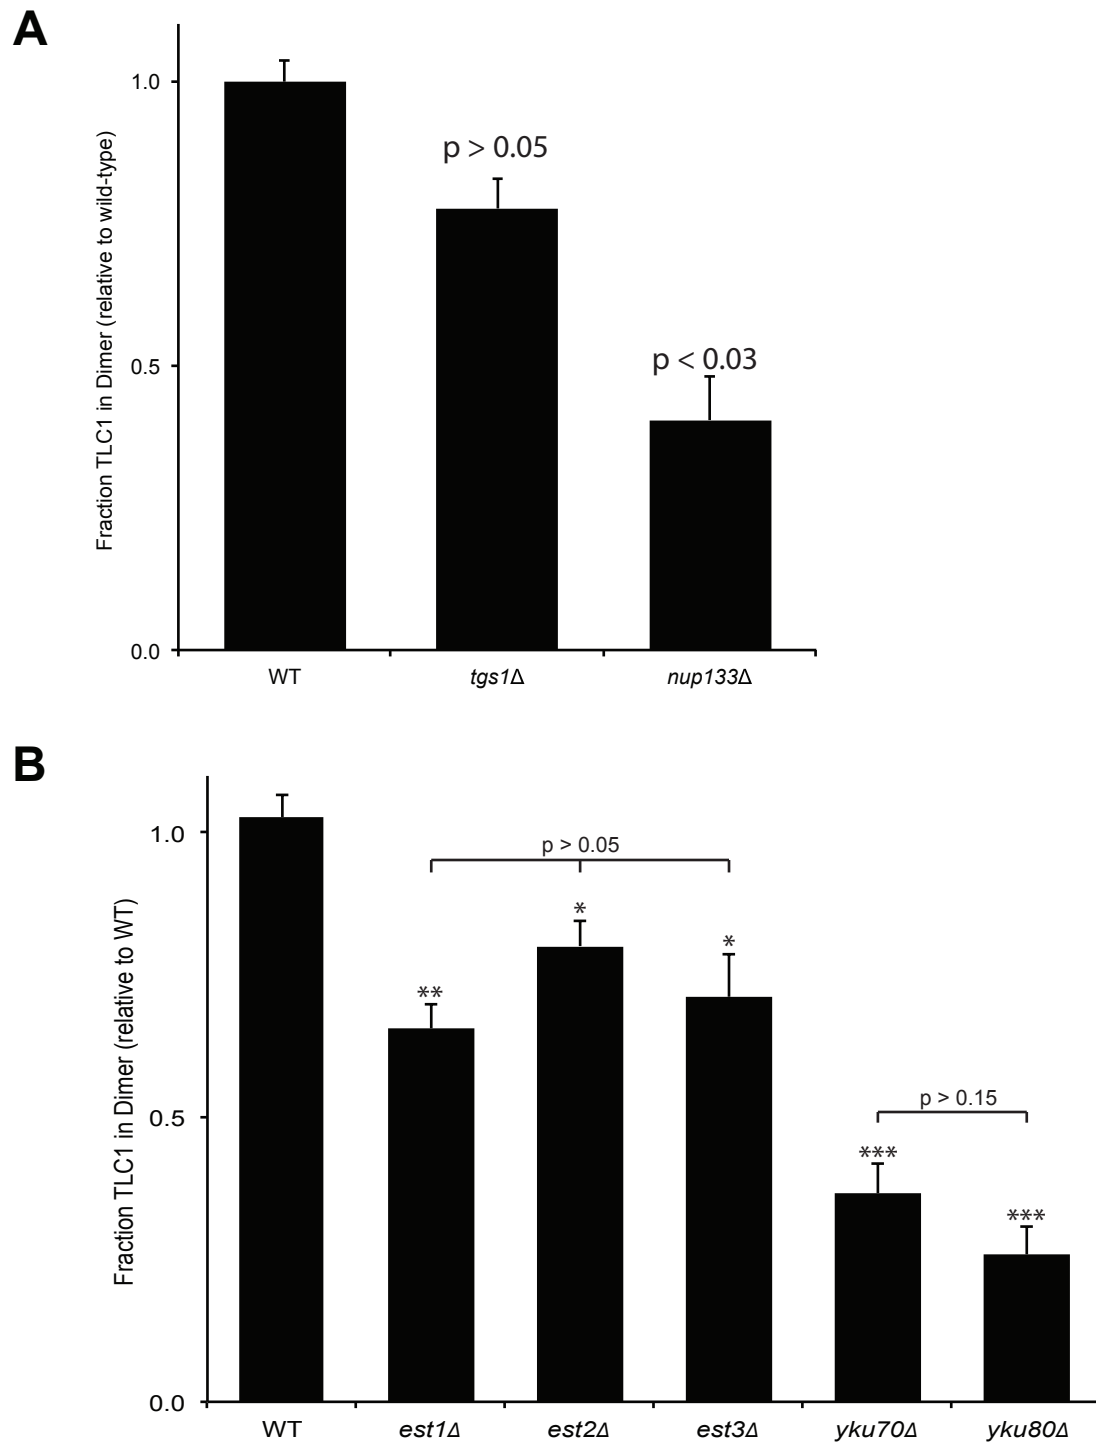 A
Fraction TLC1 in Dimer (relative to wild-type)
1.0
0.5
0.0
p > 0.05
p < 0.03
WT
tgs1Δ
nup133Δ
B
Fraction TLC1 in Dimer (relative to WT)
1.0
0.5
0.0
p > 0.05
**
*
*
p > 0.15
***
***
WT
est1Δ
est2Δ
est3Δ
yku70Δ
yku80Δ